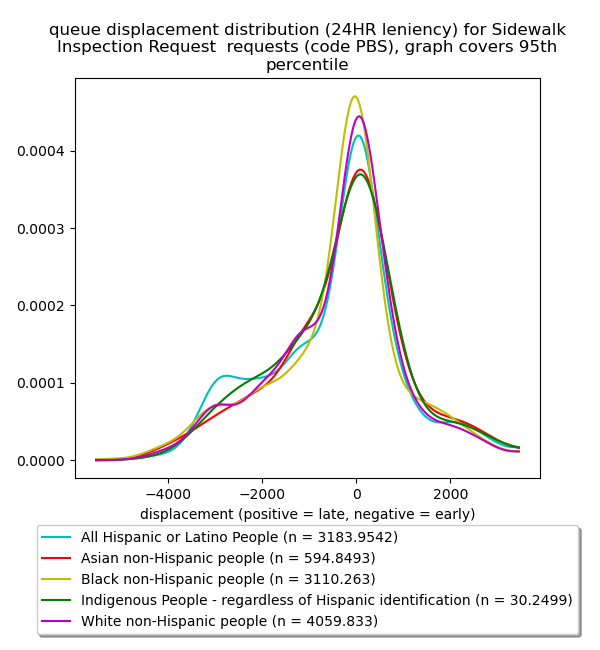 queue displacement distribution (24HR leniency) for Sidewalk
Inspection Request  requests (code PBS), graph covers 95th
percentile
0.0004
0.0003
0.0002
0.0001
0.0000
−4000
−2000
0
2000
displacement (positive = late, negative = early)
All Hispanic or Latino People (n = 3183.9542)
Asian non-Hispanic people (n = 594.8493)
Black non-Hispanic people (n = 3110.263)
Indigenous People - regardless of Hispanic identification (n = 30.2499)
White non-Hispanic people (n = 4059.833)